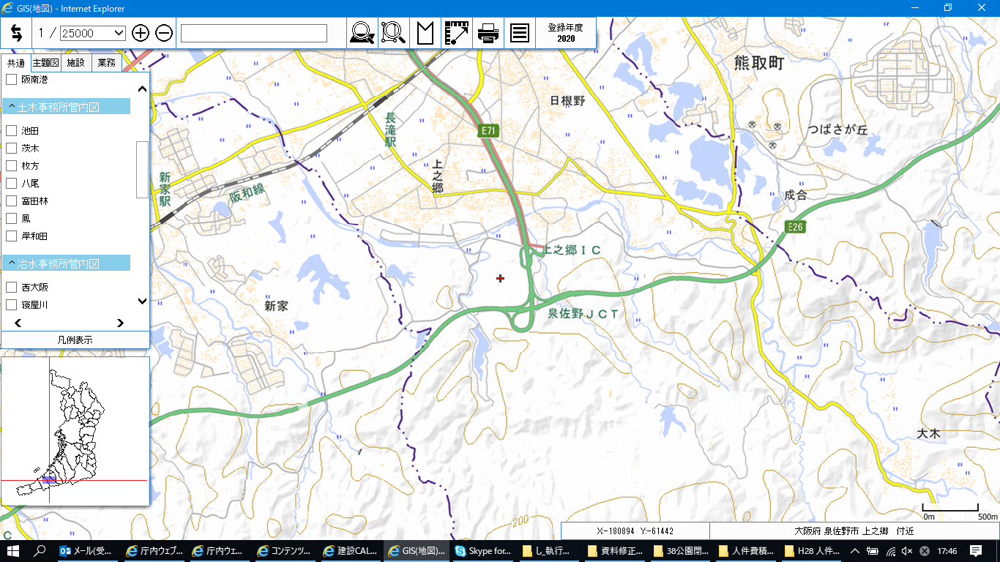 GIS(地図) - Internet Explorer
1 / 25000
登録年度
2020
共通 主題図 施設 業務
阪南港
^土木事務所管内図
池田
茨木
枚方
八尾
富田林
鳳
岸和田
^治水事務所管内図
西大阪
寝屋川
凡例表示
熊取町
日根野
長滝駅
E71
つばさが丘
上之郷
新家駅
阪和線
成合
E26
上之郷IC
新家
泉佐野JCT
大木
200
0m 500m
C
X:-180894 Y:-61442
大阪府 泉佐野市 上之郷 付近
メール(受...
庁内ウェブ...
庁内ウェ...
コンテンツ...
建設CAL...
GIS(地図)...
Skype for...
し_執行...
資料修正...
38公園閉...
人件費積...
H28 人件...
17:46